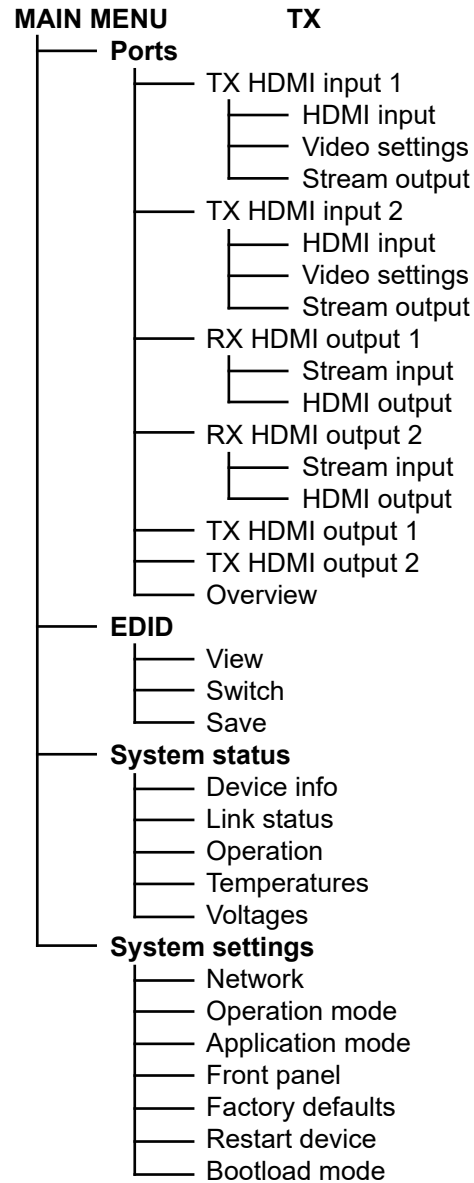 MAIN MENU TX
Ports
TX HDMI input 1
HDMI input
Video settings
Stream output
TX HDMI input 2
HDMI input
Video settings
Stream output
RX HDMI output 1
Stream input
HDMI output
RX HDMI output 2
Stream input
HDMI output
TX HDMI output 1
TX HDMI output 2
Overview
EDID
View
Switch
Save
System status
Device info
Link status
Operation
Temperatures
Voltages
System settings
Network
Operation mode
Application mode
Front panel
Factory defaults
Restart device
Bootload mode